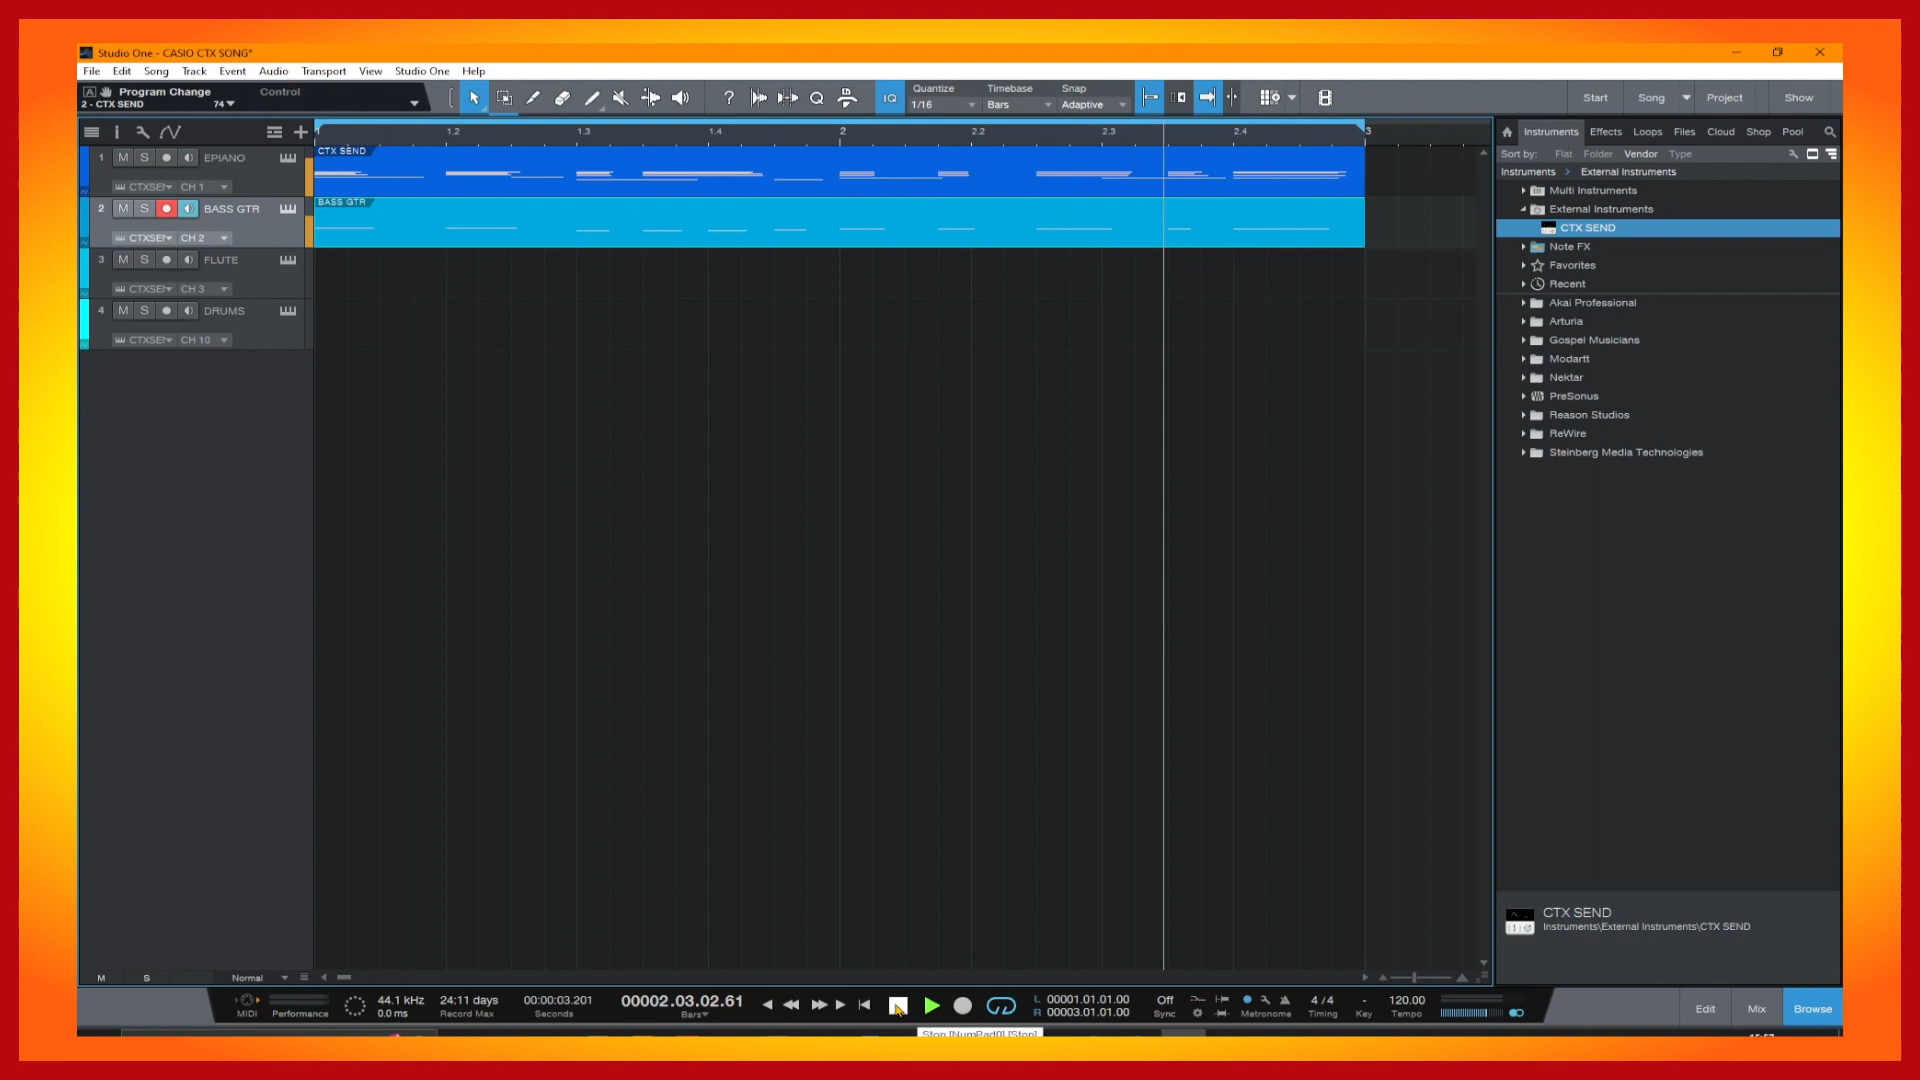 Studio One - CASIO CTX SONG*
File Edit Song Track Event Audio Transport View Studio One Help
A Program Change Control
2 - CTX SEND 74
Quantize Timebase Snap
IQ 1/16 Bars Adaptive
Start Song Project Show
1.2 1.3 1.4 2 2.2 2.3 2.4 3
Instruments Effects Loops Files Cloud Shop Pool
Sort by: Flat Folder Vendor Type
Instruments > External Instruments
Multi Instruments
External Instruments
CTX SEND
Note FX
Favorites
Recent
Akai Professional
Arturia
Gospel Musicians
Modartt
Nektar
PreSonus
Reason Studios
ReWire
Steinberg Media Technologies
1 M S EPIANO
CTXSEI CH 1
2 M S BASS GTR
CTXSEI CH 2
3 M S FLUTE
CTXSEI CH 3
4 M S DRUMS
CTXSEI CH 10
CTX SEND
BASS GTR
CTX SEND
Instruments\External Instruments\CTX SEND
M S Normal
MIDI Performance
44.1 kHz
0.0 ms
24:11 days
Record Max
00:00:03.201
Seconds
00002.03.02.61
Bars
L 00001.01.01.00
R 00003.01.01.00
Off
Sync
Metronome
4 / 4
Timing
-
Key
120.00
Tempo
Edit Mix Browse
Stop [NumPad0] [Stop]